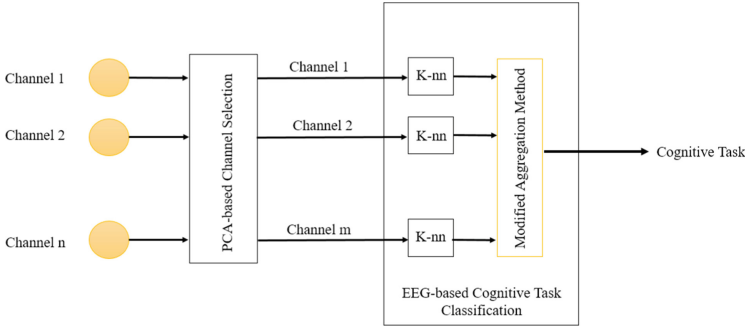 Channel 1
Channel 2
Channel n
PCA-based Channel Selection
Channel 1
Channel 2
Channel m
K-nn
K-nn
K-nn
Modified Aggregation Method
EEG-based Cognitive Task
Classification
Cognitive Task